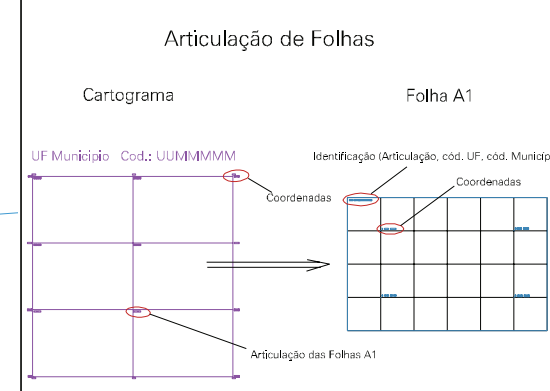 Articulação de Folhas
Cartograma
Folha A1
UF Municipio Cod.: UUMMMMM
Identificação (Articulação, cód. UF, cód. Municíp
Coordenadas
Coordenadas
Articulação das Folhas A1